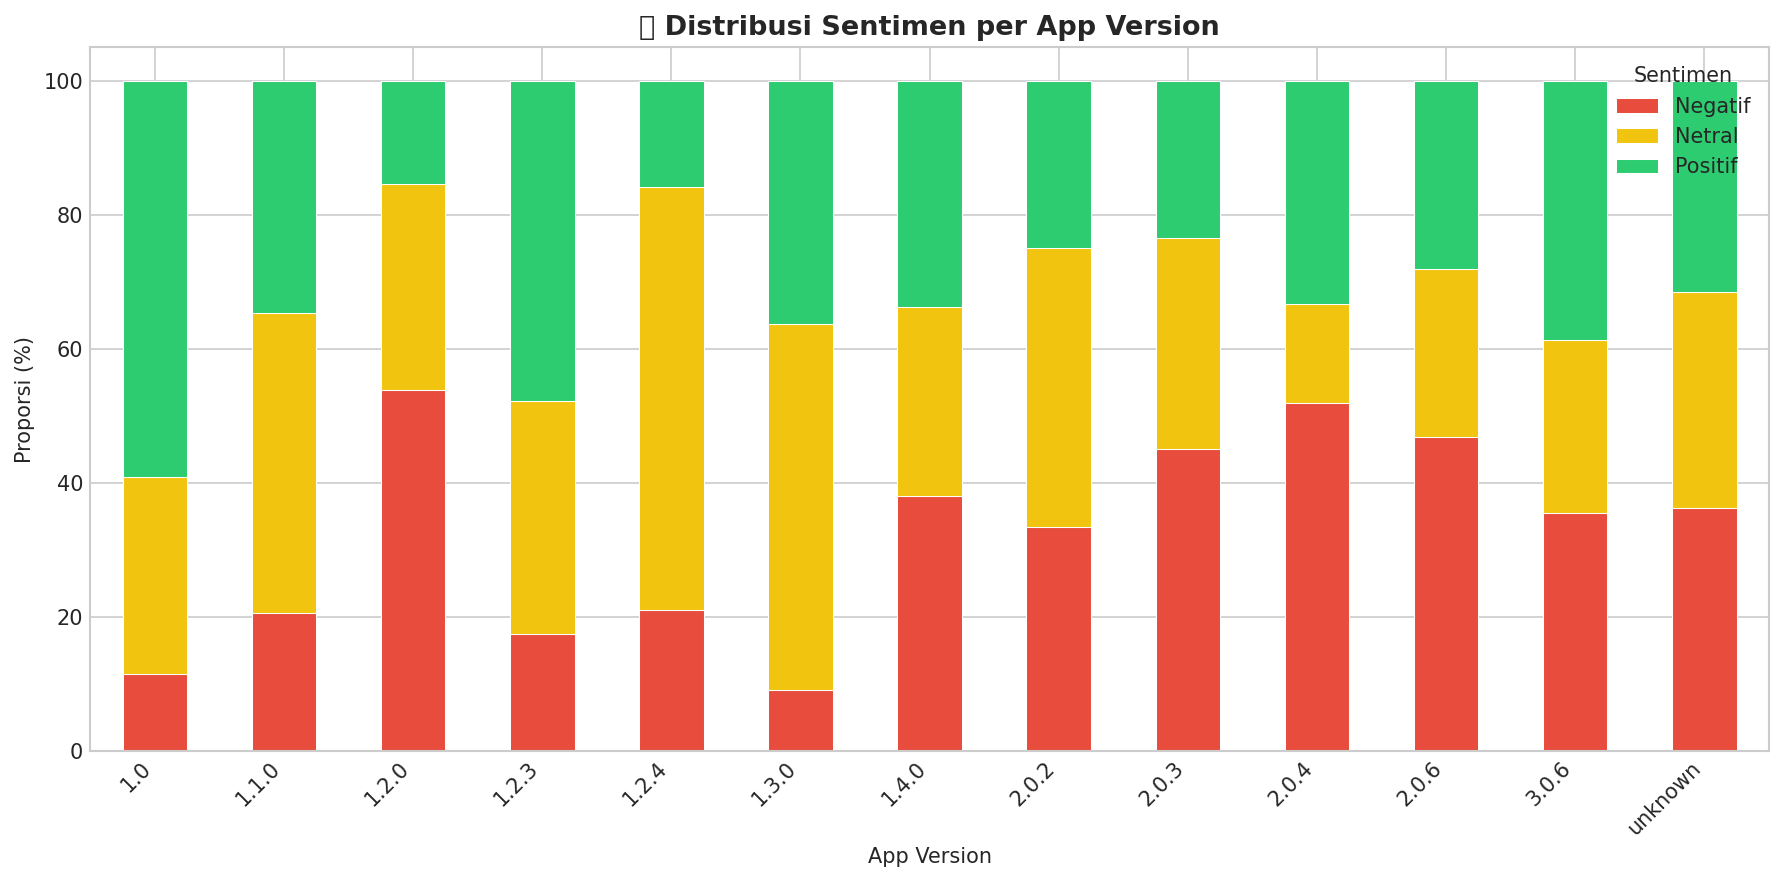 ▯ Distribusi Sentimen per App Version
Sentimen
Negatif
Netral
Positif
Proporsi (%)
100
80
60
40
20
0
1.0
1.1.0
1.2.0
1.2.3
1.2.4
1.3.0
1.4.0
2.0.2
2.0.3
2.0.4
2.0.6
3.0.6
unknown
App Version